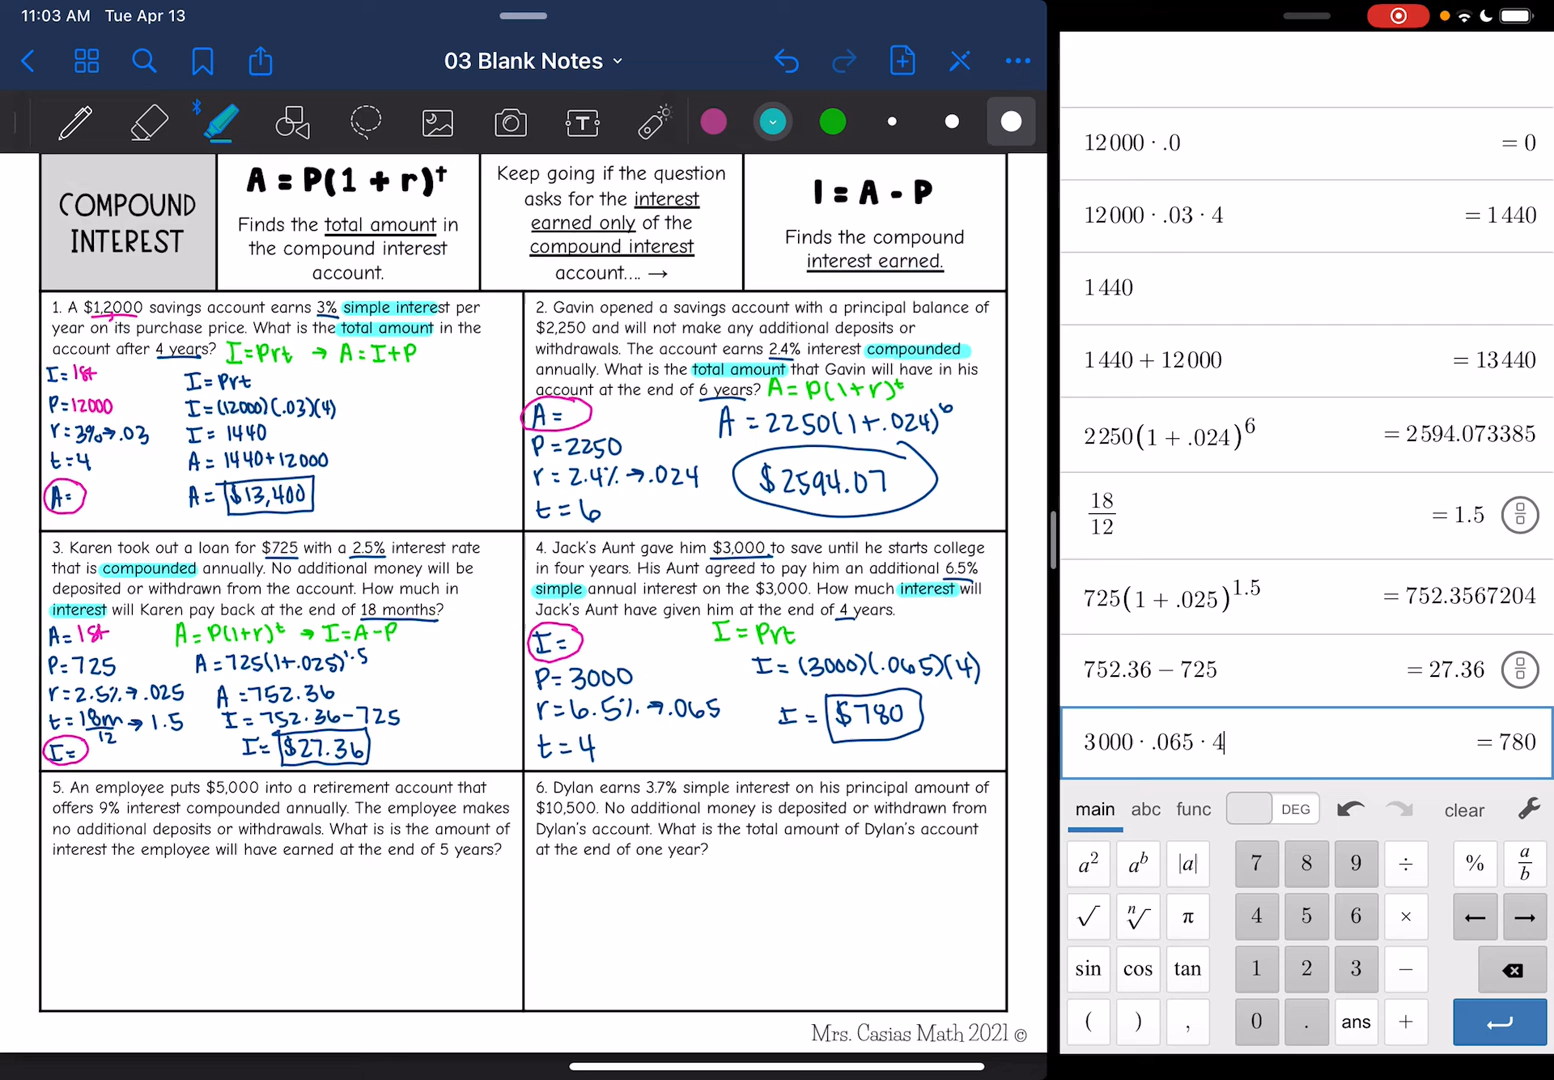 11:03 AM Tue Apr 13
03 Blank Notes
COMPOUND
INTEREST
A = P(1 + r)^t
Finds the total amount in
the compound interest
account.
Keep going if the question
asks for the interest
earned only of the
compound interest
account.... →
I = A - P
Finds the compound
interest earned.
1. A $12000 savings account earns 3% simple interest per
year on its purchase price. What is the total amount in the
account after 4 years? I=Prt → A=I+P
I= 1st
P=12000
r=3%→.03
t=4
A=
I=Prt
I=(12000)(.03)(4)
I= 1440
A= 1440+12000
A= $13,400
2. Gavin opened a savings account with a principal balance of
$2,250 and will not make any additional deposits or
withdrawals. The account earns 2.4% interest compounded
annually. What is the total amount that Gavin will have in his
account at the end of 6 years? A=P(1+r)^t
A=
P=2250
r=2.4%→.024
t=6
A=2250(1+.024)^6
$2594.07
3. Karen took out a loan for $725 with a 2.5% interest rate
that is compounded annually. No additional money will be
deposited or withdrawn from the account. How much in
interest will Karen pay back at the end of 18 months?
A=1st
P=725
r=2.5%→.025
t=18m/12→1.5
I=
A=P(1+r)^t → I=A-P
A=725(1+.025)^1.5
A=752.36
I=752.36-725
I= $27.36
4. Jack's Aunt gave him $3,000 to save until he starts college
in four years. His Aunt agreed to pay him an additional 6.5%
simple annual interest on the $3,000. How much interest will
Jack's Aunt have given him at the end of 4 years.
I=
P=3000
r=6.5%→.065
t=4
I=Prt
I=(3000)(.065)(4)
I= $780
5. An employee puts $5,000 into a retirement account that
offers 9% interest compounded annually. The employee makes
no additional deposits or withdrawals. What is is the amount of
interest the employee will have earned at the end of 5 years?
6. Dylan earns 3.7% simple interest on his principal amount of
$10,500. No additional money is deposited or withdrawn from
Dylan's account. What is the total amount of Dylan's account
at the end of one year?
Mrs. Casias Math 2021 ©
12000 · .0 = 0
12000 · .03 · 4 = 1440
1440
1440 + 12000 = 13440
2250(1 + .024)^6 = 2594.073385
18/12 = 1.5
725(1 + .025)^1.5 = 752.3567204
752.36 − 725 = 27.36
3000 · .065 · 4 = 780
main abc func DEG clear
a² a^b |a| 7 8 9 ÷ % a/b
√ ⁿ√ π 4 5 6 × ← →
sin cos tan 1 2 3 −
( ) , 0 . ans +